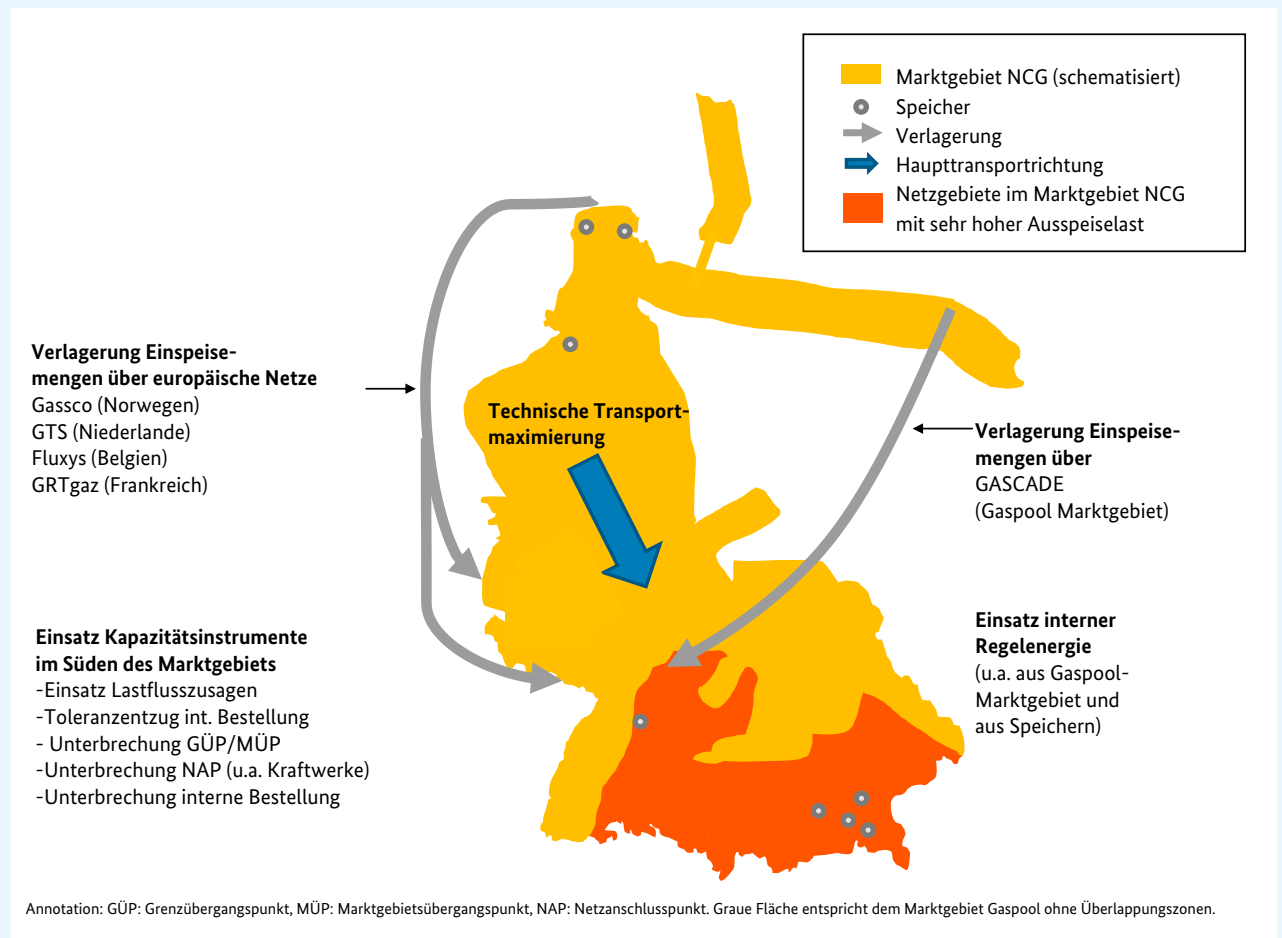 Marktgebiet NCG (schematisiert)
Speicher
Verlagerung
Haupttransportrichtung
Netzgebiete im Marktgebiet NCG
mit sehr hoher Ausspeiselast
Verlagerung Einspeise-
mengen über europäische Netze
Gassco (Norwegen)
GTS (Niederlande)
Fluxys (Belgien)
GRTgaz (Frankreich)
Technische Transport-
maximierung
Verlagerung Einspeise-
mengen über
GASCADE
(Gaspool Marktgebiet)
Einsatz Kapazitätsinstrumente
im Süden des Marktgebiets
-Einsatz Lastflusszusagen
-Toleranzentzug int. Bestellung
- Unterbrechung GÜP/MÜP
-Unterbrechung NAP (u.a. Kraftwerke)
-Unterbrechung interne Bestellung
Einsatz interner
Regelenergie
(u.a. aus Gaspool-
Marktgebiet und
aus Speichern)
Annotation: GÜP: Grenzübergangspunkt, MÜP: Marktgebietsübergangspunkt, NAP: Netzanschlusspunkt. Graue Fläche entspricht dem Marktgebiet Gaspool ohne Überlappungszonen.